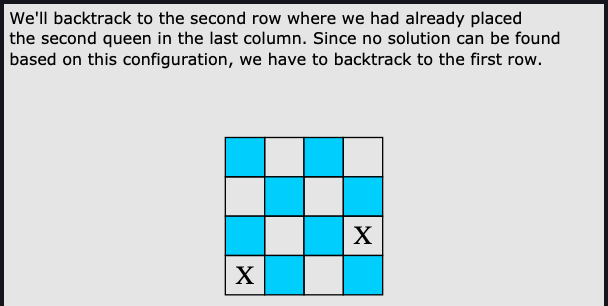 We'll backtrack to the second row where we had already placed
the second queen in the last column. Since no solution can be found
based on this configuration, we have to backtrack to the first row.
X
X